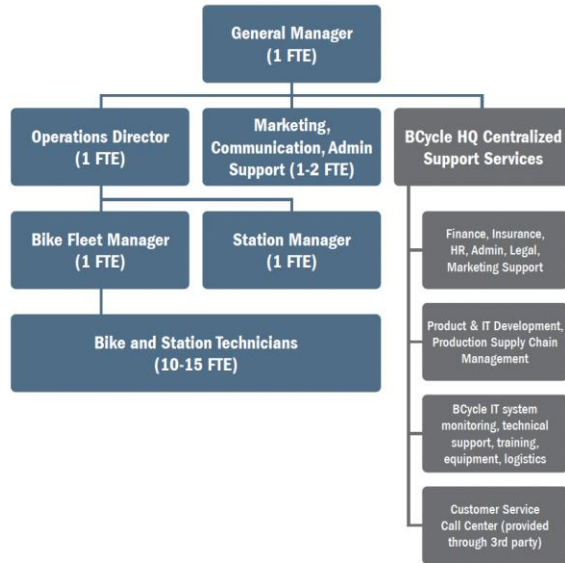 General Manager
(1 FTE)
Operations Director
(1 FTE)
Marketing,
Communication, Admin
Support (1-2 FTE)
BCycle HQ Centralized
Support Services
Bike Fleet Manager
(1 FTE)
Station Manager
(1 FTE)
Finance, Insurance,
HR, Admin, Legal,
Marketing Support
Bike and Station Technicians
(10-15 FTE)
Product & IT Development,
Production Supply Chain
Management
BCycle IT system
monitoring, technical
support, training,
equipment, logistics
Customer Service
Call Center (provided
through 3rd party)